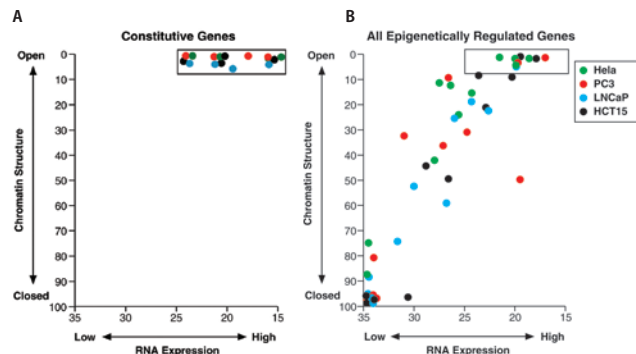 A
Constitutive Genes
Open
0
10
20
30
40
50
60
70
80
90
100
Closed
Chromatin Structure
35 30 25 20 15
Low High
RNA Expression
B
All Epigenetically Regulated Genes
Open
0
10
20
30
40
50
60
70
80
90
100
Closed
Chromatin Structure
35 30 25 20 15
Low High
RNA Expression
Hela
PC3
LNCaP
HCT15